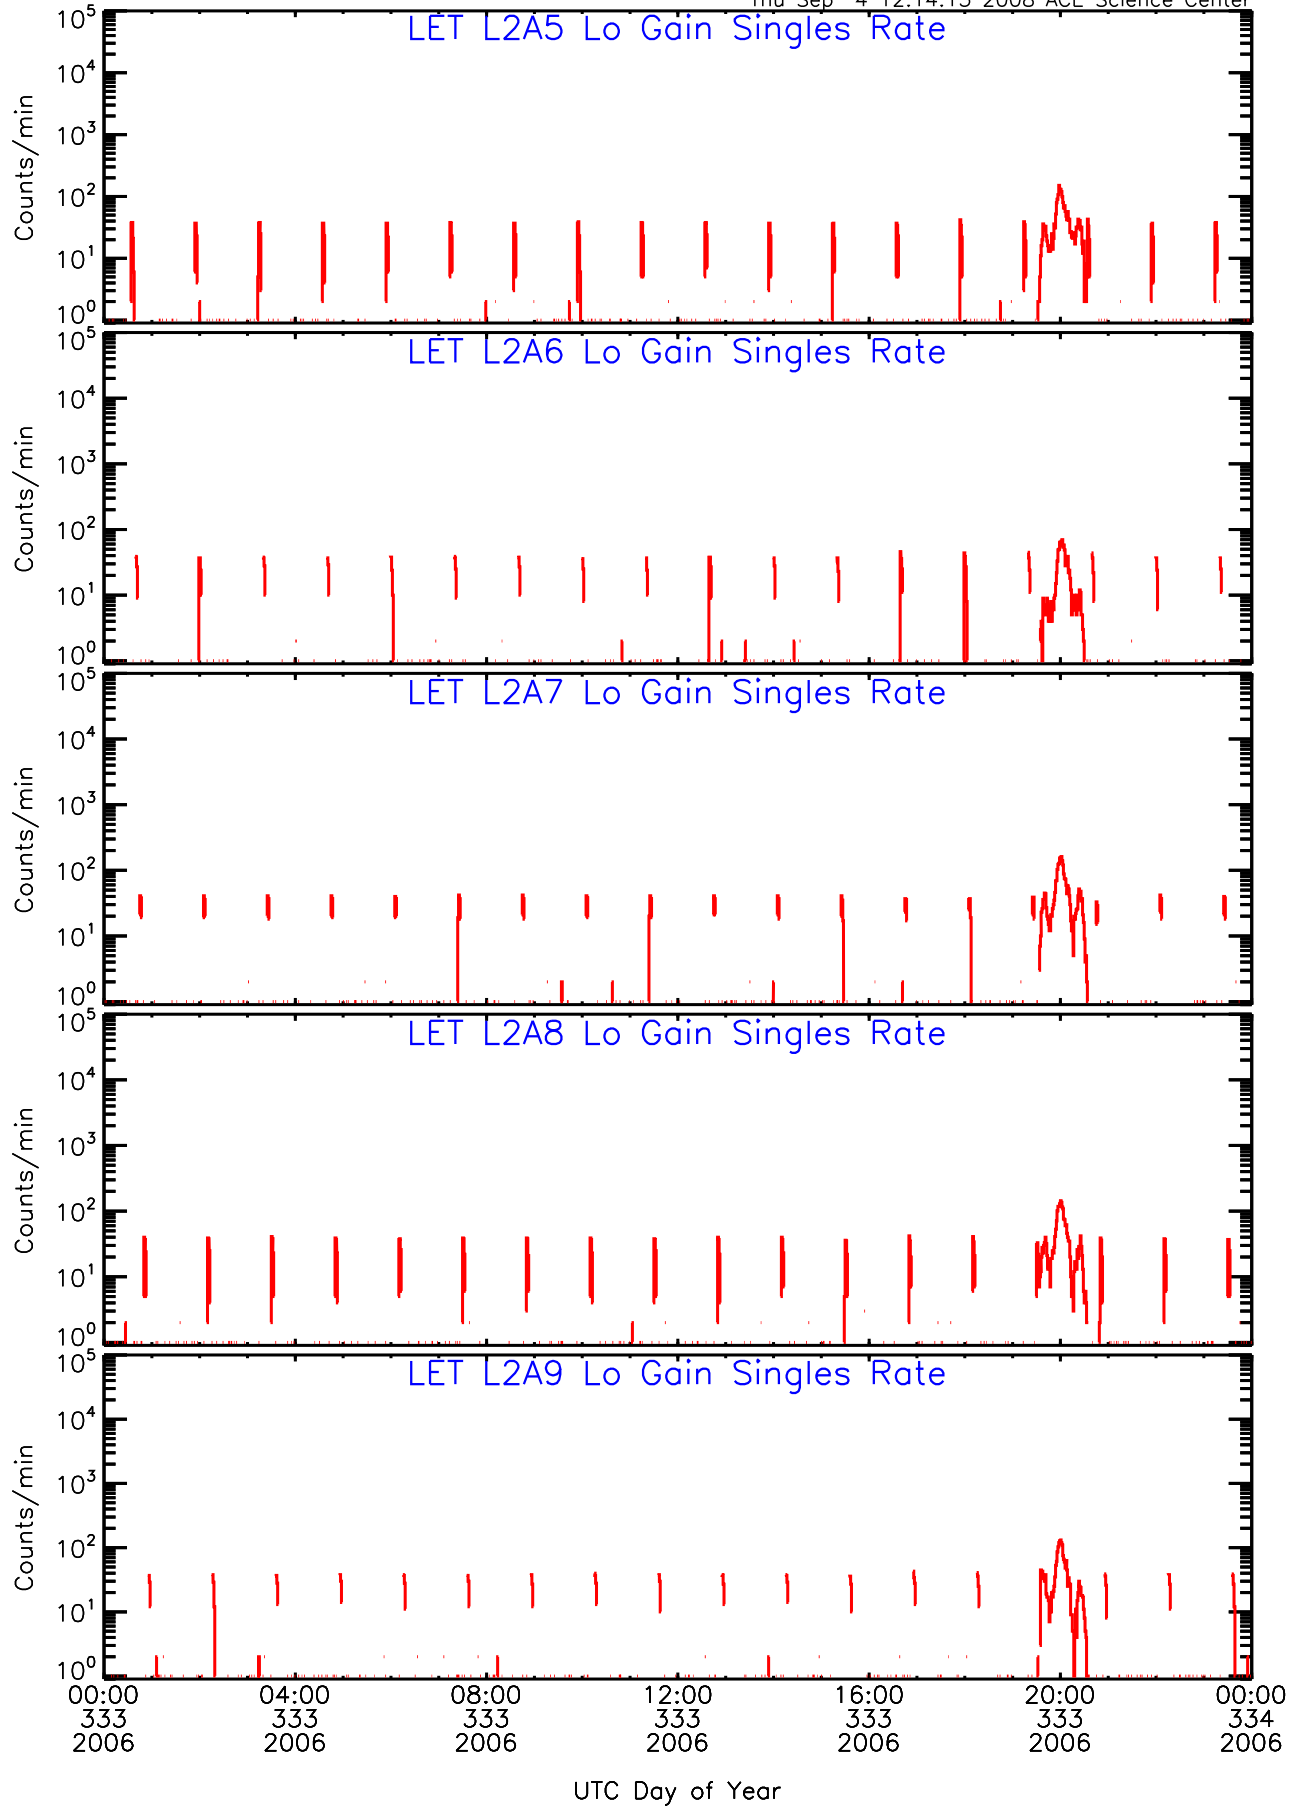 Thu Sep 4 12:14:15 2008 ACE Science Center
LET L2A5 Lo Gain Singles Rate
10^5
10^4
10^3
10^2
10^1
10^0
Counts/min
LET L2A6 Lo Gain Singles Rate
10^5
10^4
10^3
10^2
10^1
10^0
Counts/min
LET L2A7 Lo Gain Singles Rate
10^5
10^4
10^3
10^2
10^1
10^0
Counts/min
LET L2A8 Lo Gain Singles Rate
10^5
10^4
10^3
10^2
10^1
10^0
Counts/min
LET L2A9 Lo Gain Singles Rate
10^5
10^4
10^3
10^2
10^1
10^0
Counts/min
00:00 04:00 08:00 12:00 16:00 20:00 00:00
333 333 333 333 333 333 334
2006 2006 2006 2006 2006 2006 2006
UTC Day of Year